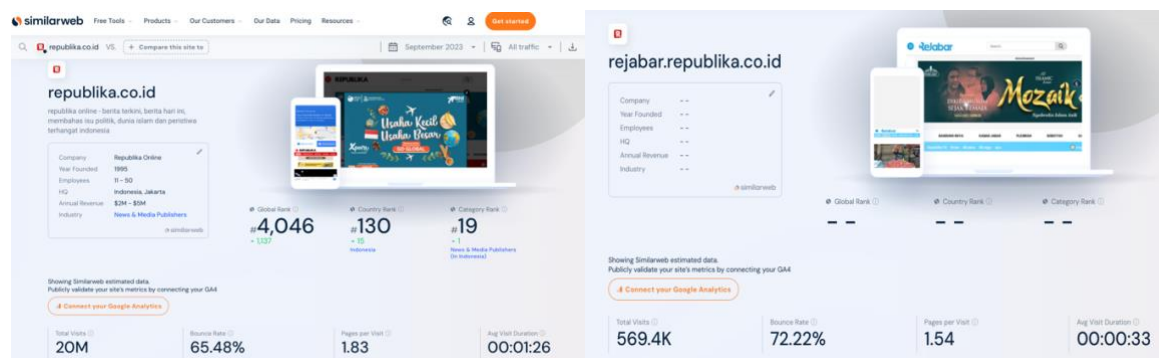 similarweb Free Tools Products Our Customers Our Data Pricing Resources Get started
republika.co.id VS. + Compare this site to September 2023 All traffic
republika.co.id
republika online - berita terkini, berita hari ini,
membahas isu politik, dunia islam dan peristiwa
terhangat indonesia
Company Republika Online
Year Founded 1995
Employees 11 - 50
HQ Indonesia, Jakarta
Annual Revenue $2M - $5M
Industry News & Media Publishers
similarweb
REPUBLIKA
Usaha Kecil
Usaha Besar
Global Rank Country Rank Category Rank
#4,046 #130 #19
1,137 15 1
Indonesia News & Media Publishers
(In Indonesia)
Showing Similarweb estimated data.
Publicly validate your site's metrics by connecting your GA4
Connect your Google Analytics
Total Visits Bounce Rate Pages per Visit Avg Visit Duration
20M 65.48% 1.83 00:01:26
rejabar.republika.co.id
Company - -
Year Founded - -
Employees - -
HQ - -
Annual Revenue - -
Industry - -
similarweb
Rejabar
Mozaik
Global Rank Country Rank Category Rank
- - - - - -
Showing Similarweb estimated data.
Publicly validate your site's metrics by connecting your GA4
Connect your Google Analytics
Total Visits Bounce Rate Pages per Visit Avg Visit Duration
569.4K 72.22% 1.54 00:00:33